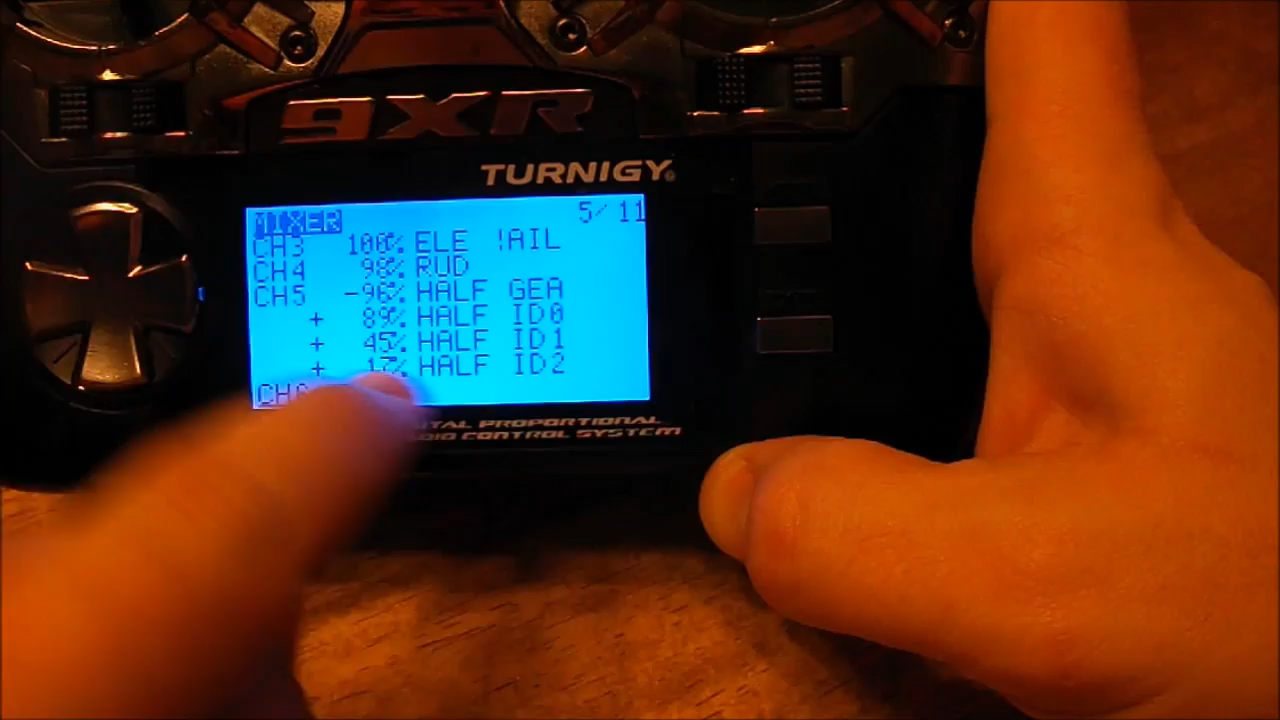 9XR
TURNIGY
MIXER 5/11
CH3 100% ELE !AIL
CH4 98% RUD
CH5 -96% HALF GEA
+ 89% HALF ID0
+ 45% HALF ID1
+ 17% HALF ID2
PROPORTIONAL
CONTROL SYSTEM